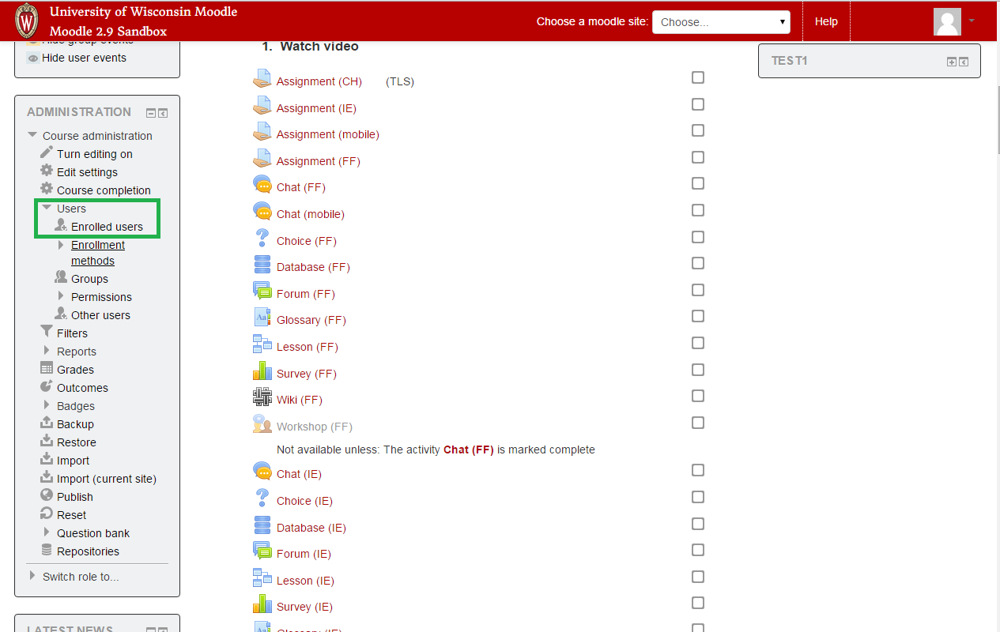 University of Wisconsin Moodle
Moodle 2.9 Sandbox
Choose a moodle site: Choose...
Help
Hide group events
Hide user events
ADMINISTRATION
Course administration
Turn editing on
Edit settings
Course completion
Users
Enrolled users
Enrollment
methods
Groups
Permissions
Other users
Filters
Reports
Grades
Outcomes
Badges
Backup
Restore
Import
Import (current site)
Publish
Reset
Question bank
Repositories
Switch role to...
LATEST NEWS
1. Watch video
Assignment (CH) (TLS)
Assignment (IE)
Assignment (mobile)
Assignment (FF)
Chat (FF)
Chat (mobile)
Choice (FF)
Database (FF)
Forum (FF)
Glossary (FF)
Lesson (FF)
Survey (FF)
Wiki (FF)
Workshop (FF)
Not available unless: The activity Chat (FF) is marked complete
Chat (IE)
Choice (IE)
Database (IE)
Forum (IE)
Lesson (IE)
Survey (IE)
Glossary (IE)
TEST1